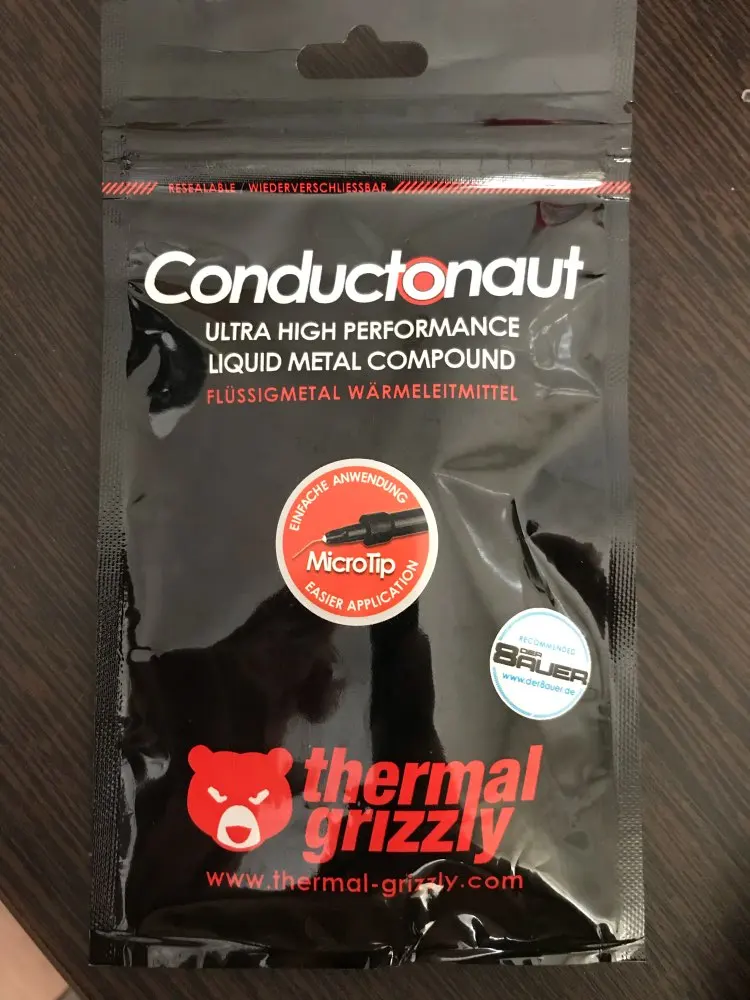 RESEALABLE / WIEDERVERSCHLIESSBAR
Conductonaut
ULTRA HIGH PERFORMANCE
LIQUID METAL COMPOUND
FLÜSSIGMETAL WÄRMELEITMITTEL
EINFACHE ANWENDUNG
MicroTip
EASIER APPLICATION
RECOMMENDED
DER
8AUER
www.der8auer.de
thermal
grizzly
www.thermal-grizzly.com